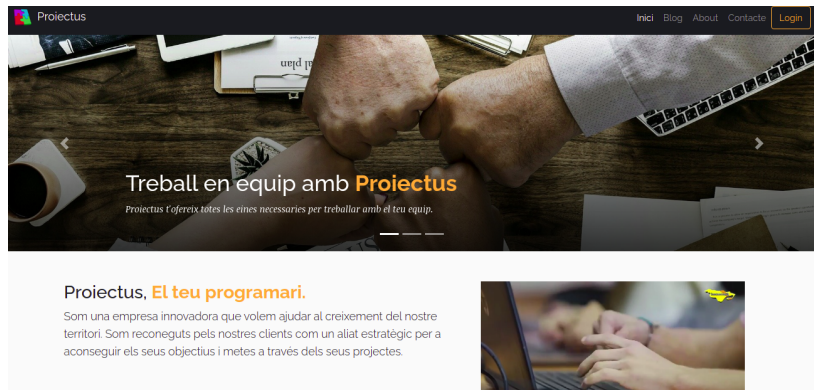 Proiectus
Inici Blog About Contacte Login
Treball en equip amb Proiectus
Proiectus t'ofereix totes les eines necessaries per treballar amb el teu equip.
Proiectus, El teu programari.
Som una empresa innovadora que volem ajudar al creixement del nostre
territori. Som reconeguts pels nostres clients com un aliat estratègic per a
aconseguir els seus objectius i metes a través dels seus projectes.